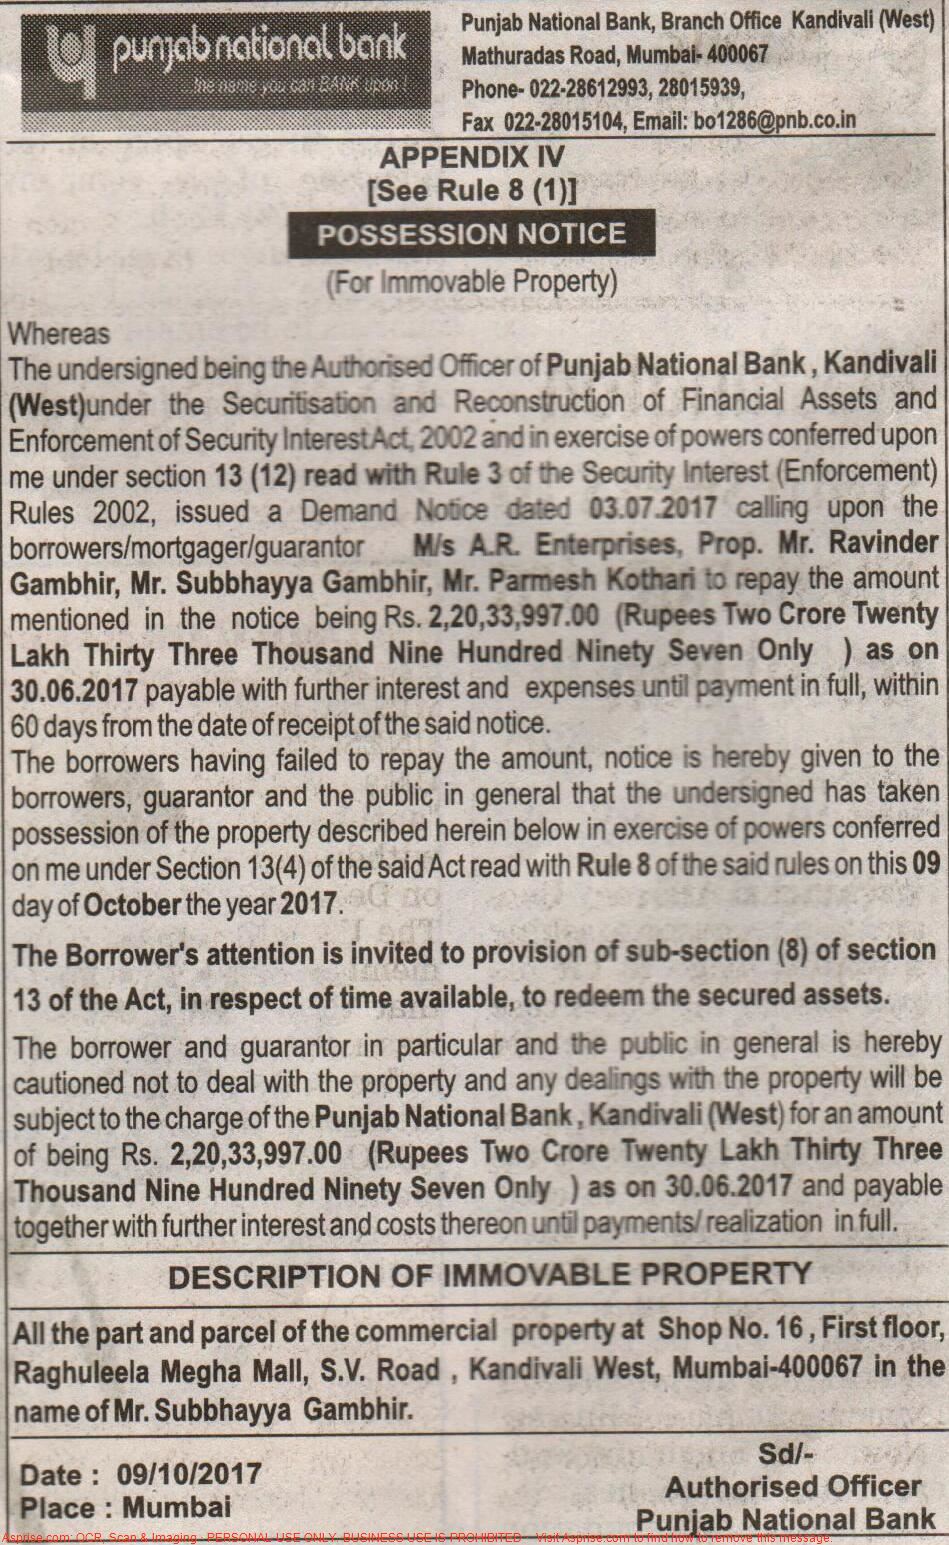 punjab national bank
...the name you can BANK upon !
Punjab National Bank, Branch Office Kandivali (West)
Mathuradas Road, Mumbai- 400067
Phone- 022-28612993, 28015939,
Fax 022-28015104, Email: bo1286@pnb.co.in
APPENDIX IV
[See Rule 8 (1)]
POSSESSION NOTICE
(For Immovable Property)
Whereas
The undersigned being the Authorised Officer of Punjab National Bank , Kandivali
(West)under the Securitisation and Reconstruction of Financial Assets and
Enforcement of Security Interest Act, 2002 and in exercise of powers conferred upon
me under section 13 (12) read with Rule 3 of the Security Interest (Enforcement)
Rules 2002, issued a Demand Notice dated 03.07.2017 calling upon the
borrowers/mortgager/guarantor M/s A.R. Enterprises, Prop. Mr. Ravinder
Gambhir, Mr. Subbhayya Gambhir, Mr. Parmesh Kothari to repay the amount
mentioned in the notice being Rs. 2,20,33,997.00 (Rupees Two Crore Twenty
Lakh Thirty Three Thousand Nine Hundred Ninety Seven Only ) as on
30.06.2017 payable with further interest and expenses until payment in full, within
60 days from the date of receipt of the said notice.
The borrowers having failed to repay the amount, notice is hereby given to the
borrowers, guarantor and the public in general that the undersigned has taken
possession of the property described herein below in exercise of powers conferred
on me under Section 13(4) of the said Act read with Rule 8 of the said rules on this 09
day of October the year 2017.
The Borrower's attention is invited to provision of sub-section (8) of section
13 of the Act, in respect of time available, to redeem the secured assets.
The borrower and guarantor in particular and the public in general is hereby
cautioned not to deal with the property and any dealings with the property will be
subject to the charge of the Punjab National Bank , Kandivali (West) for an amount
of being Rs. 2,20,33,997.00 (Rupees Two Crore Twenty Lakh Thirty Three
Thousand Nine Hundred Ninety Seven Only ) as on 30.06.2017 and payable
together with further interest and costs thereon until payments/ realization in full.
DESCRIPTION OF IMMOVABLE PROPERTY
All the part and parcel of the commercial property at Shop No. 16 , First floor,
Raghuleela Megha Mall, S.V. Road , Kandivali West, Mumbai-400067 in the
name of Mr. Subbhayya Gambhir.
Date : 09/10/2017
Place : Mumbai
Sd/-
Authorised Officer
Punjab National Bank
Asprise.com: OCR, Scan & Imaging - PERSONAL USE ONLY. BUSINESS USE IS PROHIBITED - Visit Asprise.com to find how to remove this message.